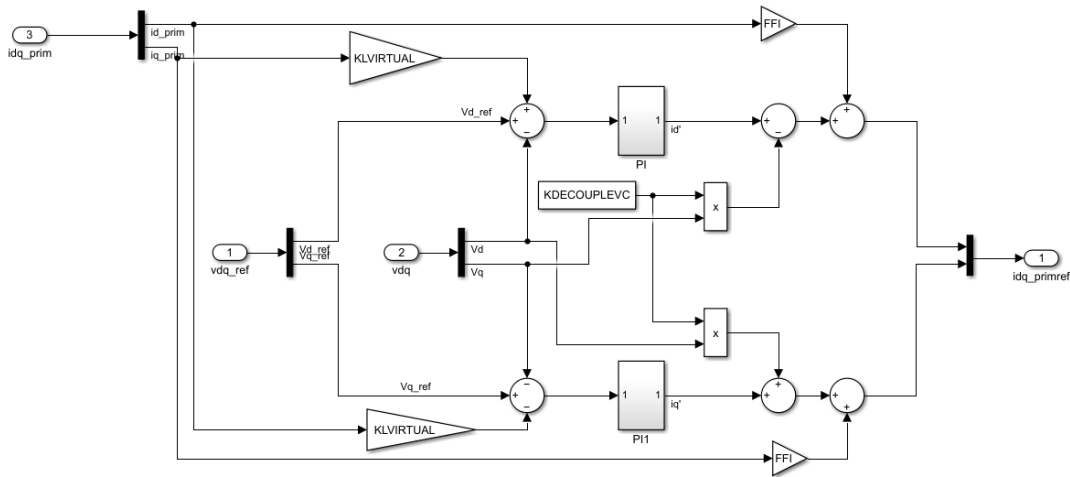 3
idq_prim
id_prim
iq_prim
FFI
KLVIRTUAL
Vd_ref
+
+
−
1
1
PI
id'
+
−
+
+
KDECOUPLEVC
x
1
vdq_ref
Vd_ref
Vq_ref
2
vdq
Vd
Vq
1
idq_primref
x
Vq_ref
−
+
−
1
1
PI1
iq'
+
+
+
+
KLVIRTUAL
FFI